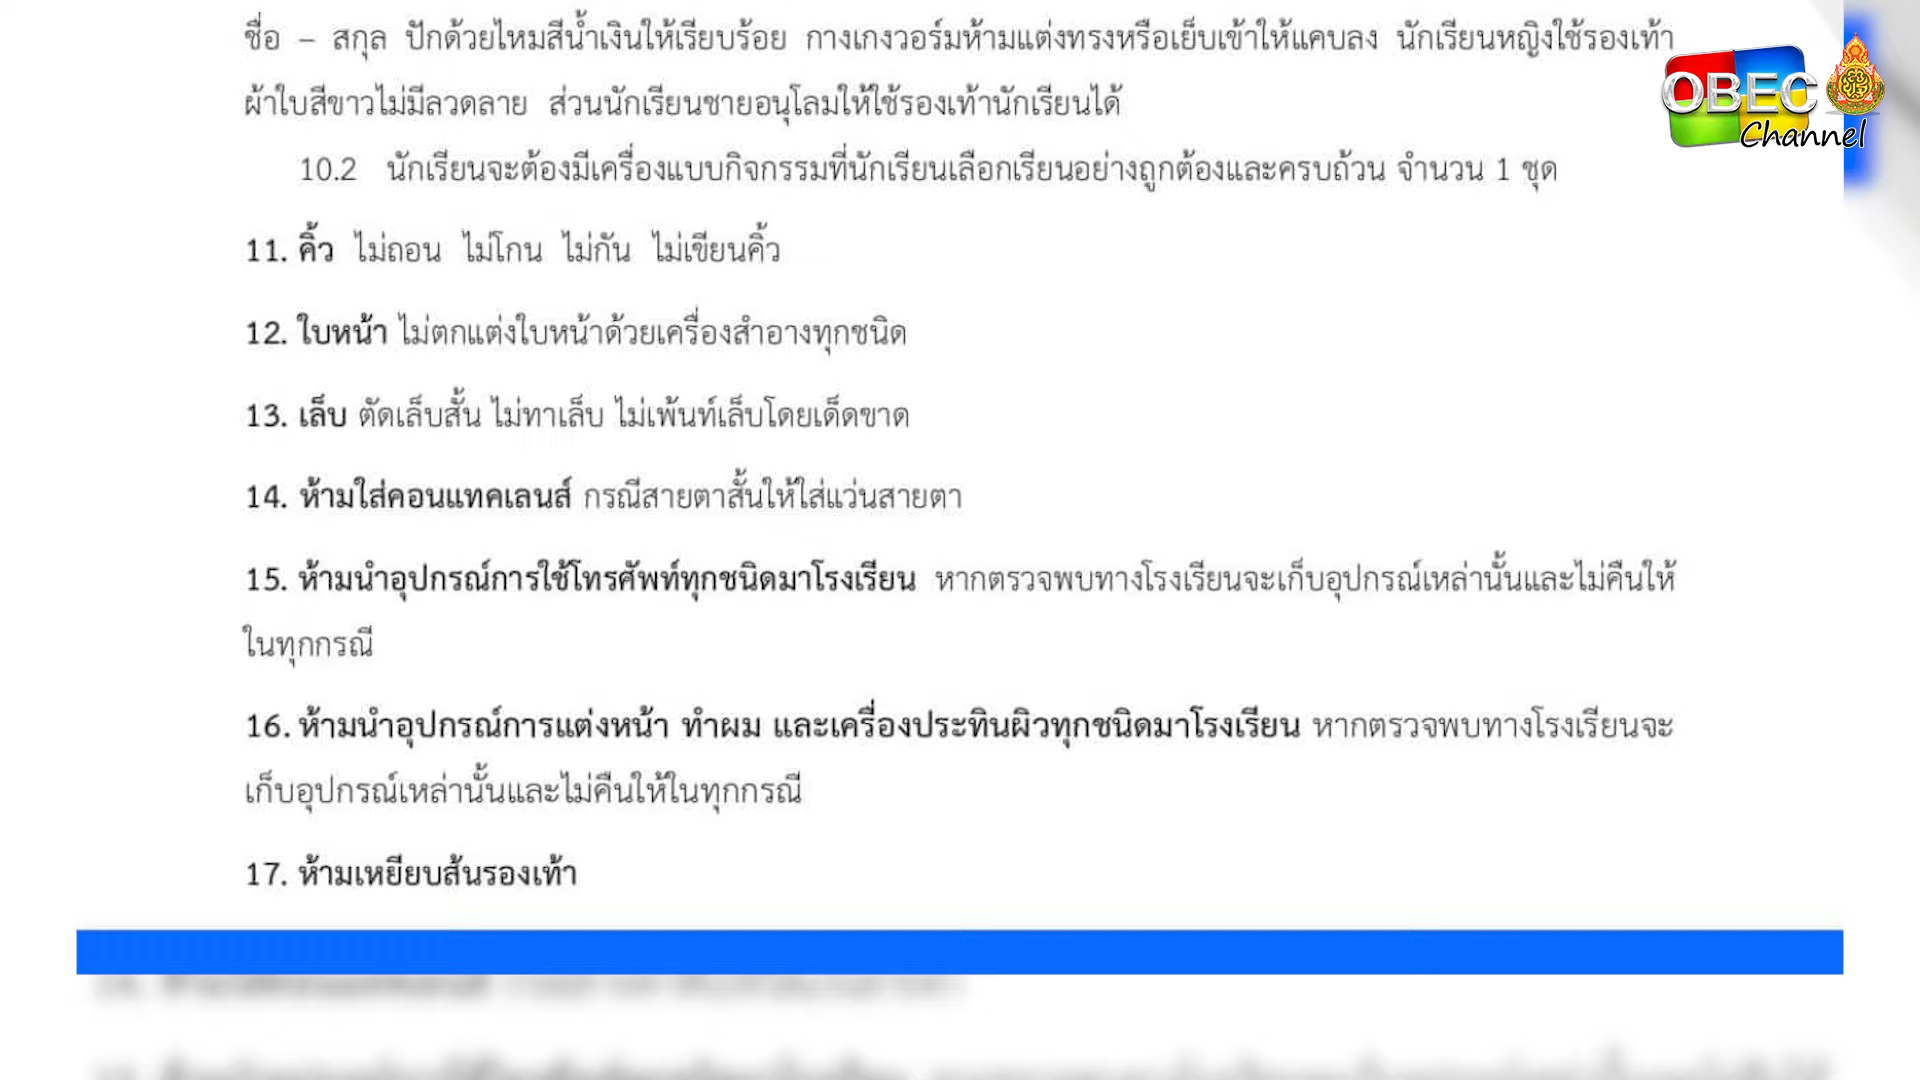 ชื่อ – สกุล ปักด้วยไหมสีน้ำเงินให้เรียบร้อย กางเกงวอร์มห้ามแต่งทรงหรือเย็บเข้าให้แคบลง นักเรียนหญิงใช้รองเท้า
ผ้าใบสีขาวไม่มีลวดลาย ส่วนนักเรียนชายอนุโลมให้ใช้รองเท้านักเรียนได้
10.2 นักเรียนจะต้องมีเครื่องแบบกิจกรรมที่นักเรียนเลือกเรียนอย่างถูกต้องและครบถ้วน จำนวน 1 ชุด
11. คิ้ว ไม่ถอน ไม่โกน ไม่กัน ไม่เขียนคิ้ว
12. ใบหน้า ไม่ตกแต่งใบหน้าด้วยเครื่องสำอางทุกชนิด
13. เล็บ ตัดเล็บสั้น ไม่ทาเล็บ ไม่เพ้นท์เล็บโดยเด็ดขาด
14. ห้ามใส่คอนแทคเลนส์ กรณีสายตาสั้นให้ใส่แว่นสายตา
15. ห้ามนำอุปกรณ์การใช้โทรศัพท์ทุกชนิดมาโรงเรียน หากตรวจพบทางโรงเรียนจะเก็บอุปกรณ์เหล่านั้นและไม่คืนให้
ในทุกกรณี
16. ห้ามนำอุปกรณ์การแต่งหน้า ทำผม และเครื่องประทินผิวทุกชนิดมาโรงเรียน หากตรวจพบทางโรงเรียนจะ
เก็บอุปกรณ์เหล่านั้นและไม่คืนให้ในทุกกรณี
17. ห้ามเหยียบส้นรองเท้า
OBEC
Channel